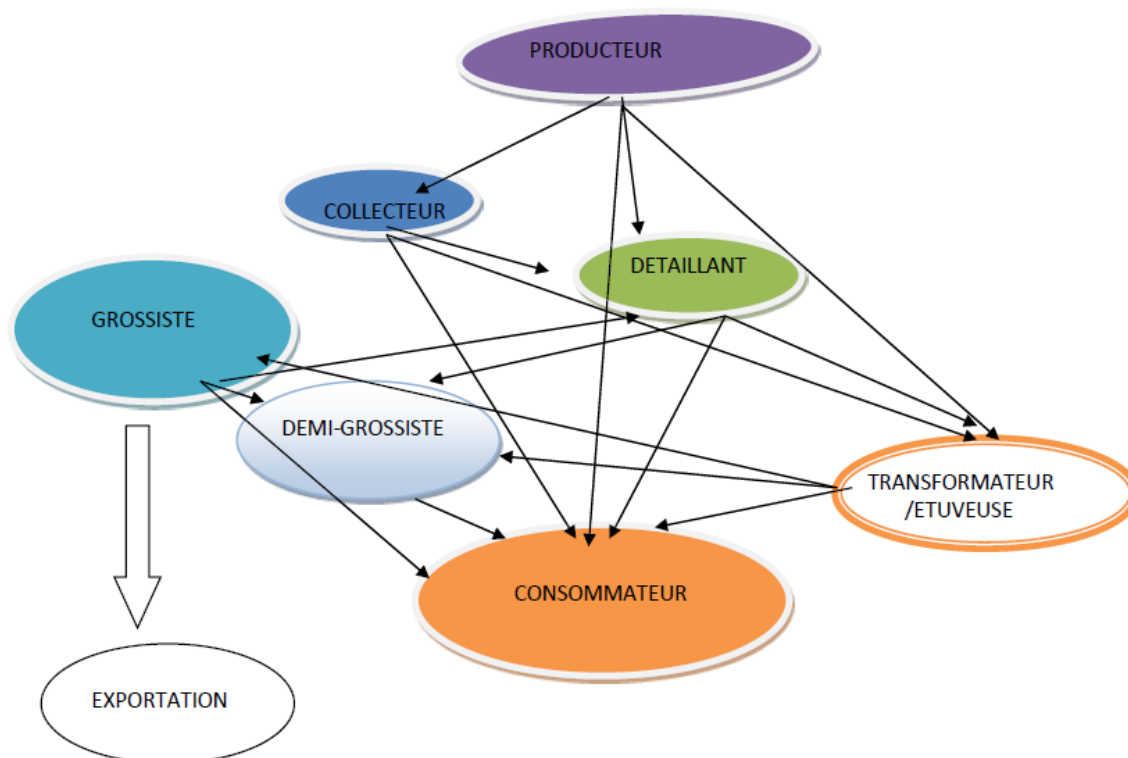 PRODUCTEUR
COLLECTEUR
DETAILLANT
GROSSISTE
DEMI-GROSSISTE
TRANSFORMATEUR
/ETUVEUSE
CONSOMMATEUR
EXPORTATION